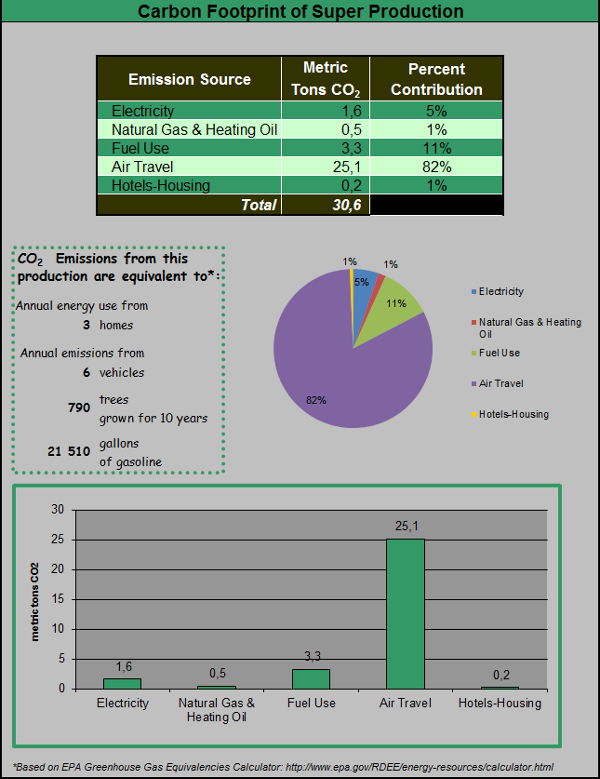 Carbon Footprint of Super Production
Emission Source Metric Tons CO₂ Percent Contribution
Electricity 1,6 5%
Natural Gas & Heating Oil 0,5 1%
Fuel Use 3,3 11%
Air Travel 25,1 82%
Hotels-Housing 0,2 1%
Total 30,6
CO₂ Emissions from this
production are equivalent to*:
Annual energy use from
3 homes
Annual emissions from
6 vehicles
790 trees
grown for 10 years
21 510 gallons
of gasoline
1%
5%
1%
11%
82%
Electricity
Natural Gas & Heating
Oil
Fuel Use
Air Travel
Hotels-Housing
metric tons CO2
30
25
20
15
10
5
0
1,6
0,5
3,3
25,1
0,2
Electricity
Natural Gas &
Heating Oil
Fuel Use
Air Travel
Hotels-Housing
*Based on EPA Greenhouse Gas Equivalencies Calculator: http://www.epa.gov/RDEE/energy-resources/calculator.html